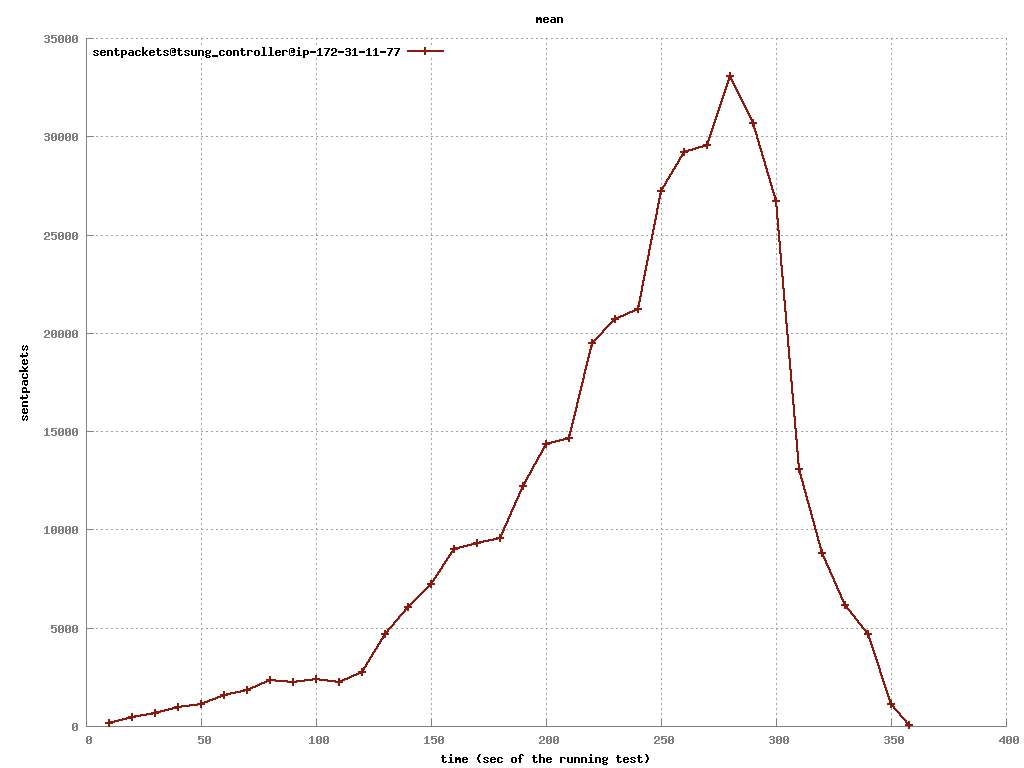 mean
35000
sentpackets@tsung_controller@ip-172-31-11-77
30000
25000
20000
sentpackets
15000
10000
5000
0
0 50 100 150 200 250 300 350 400
time (sec of the running test)